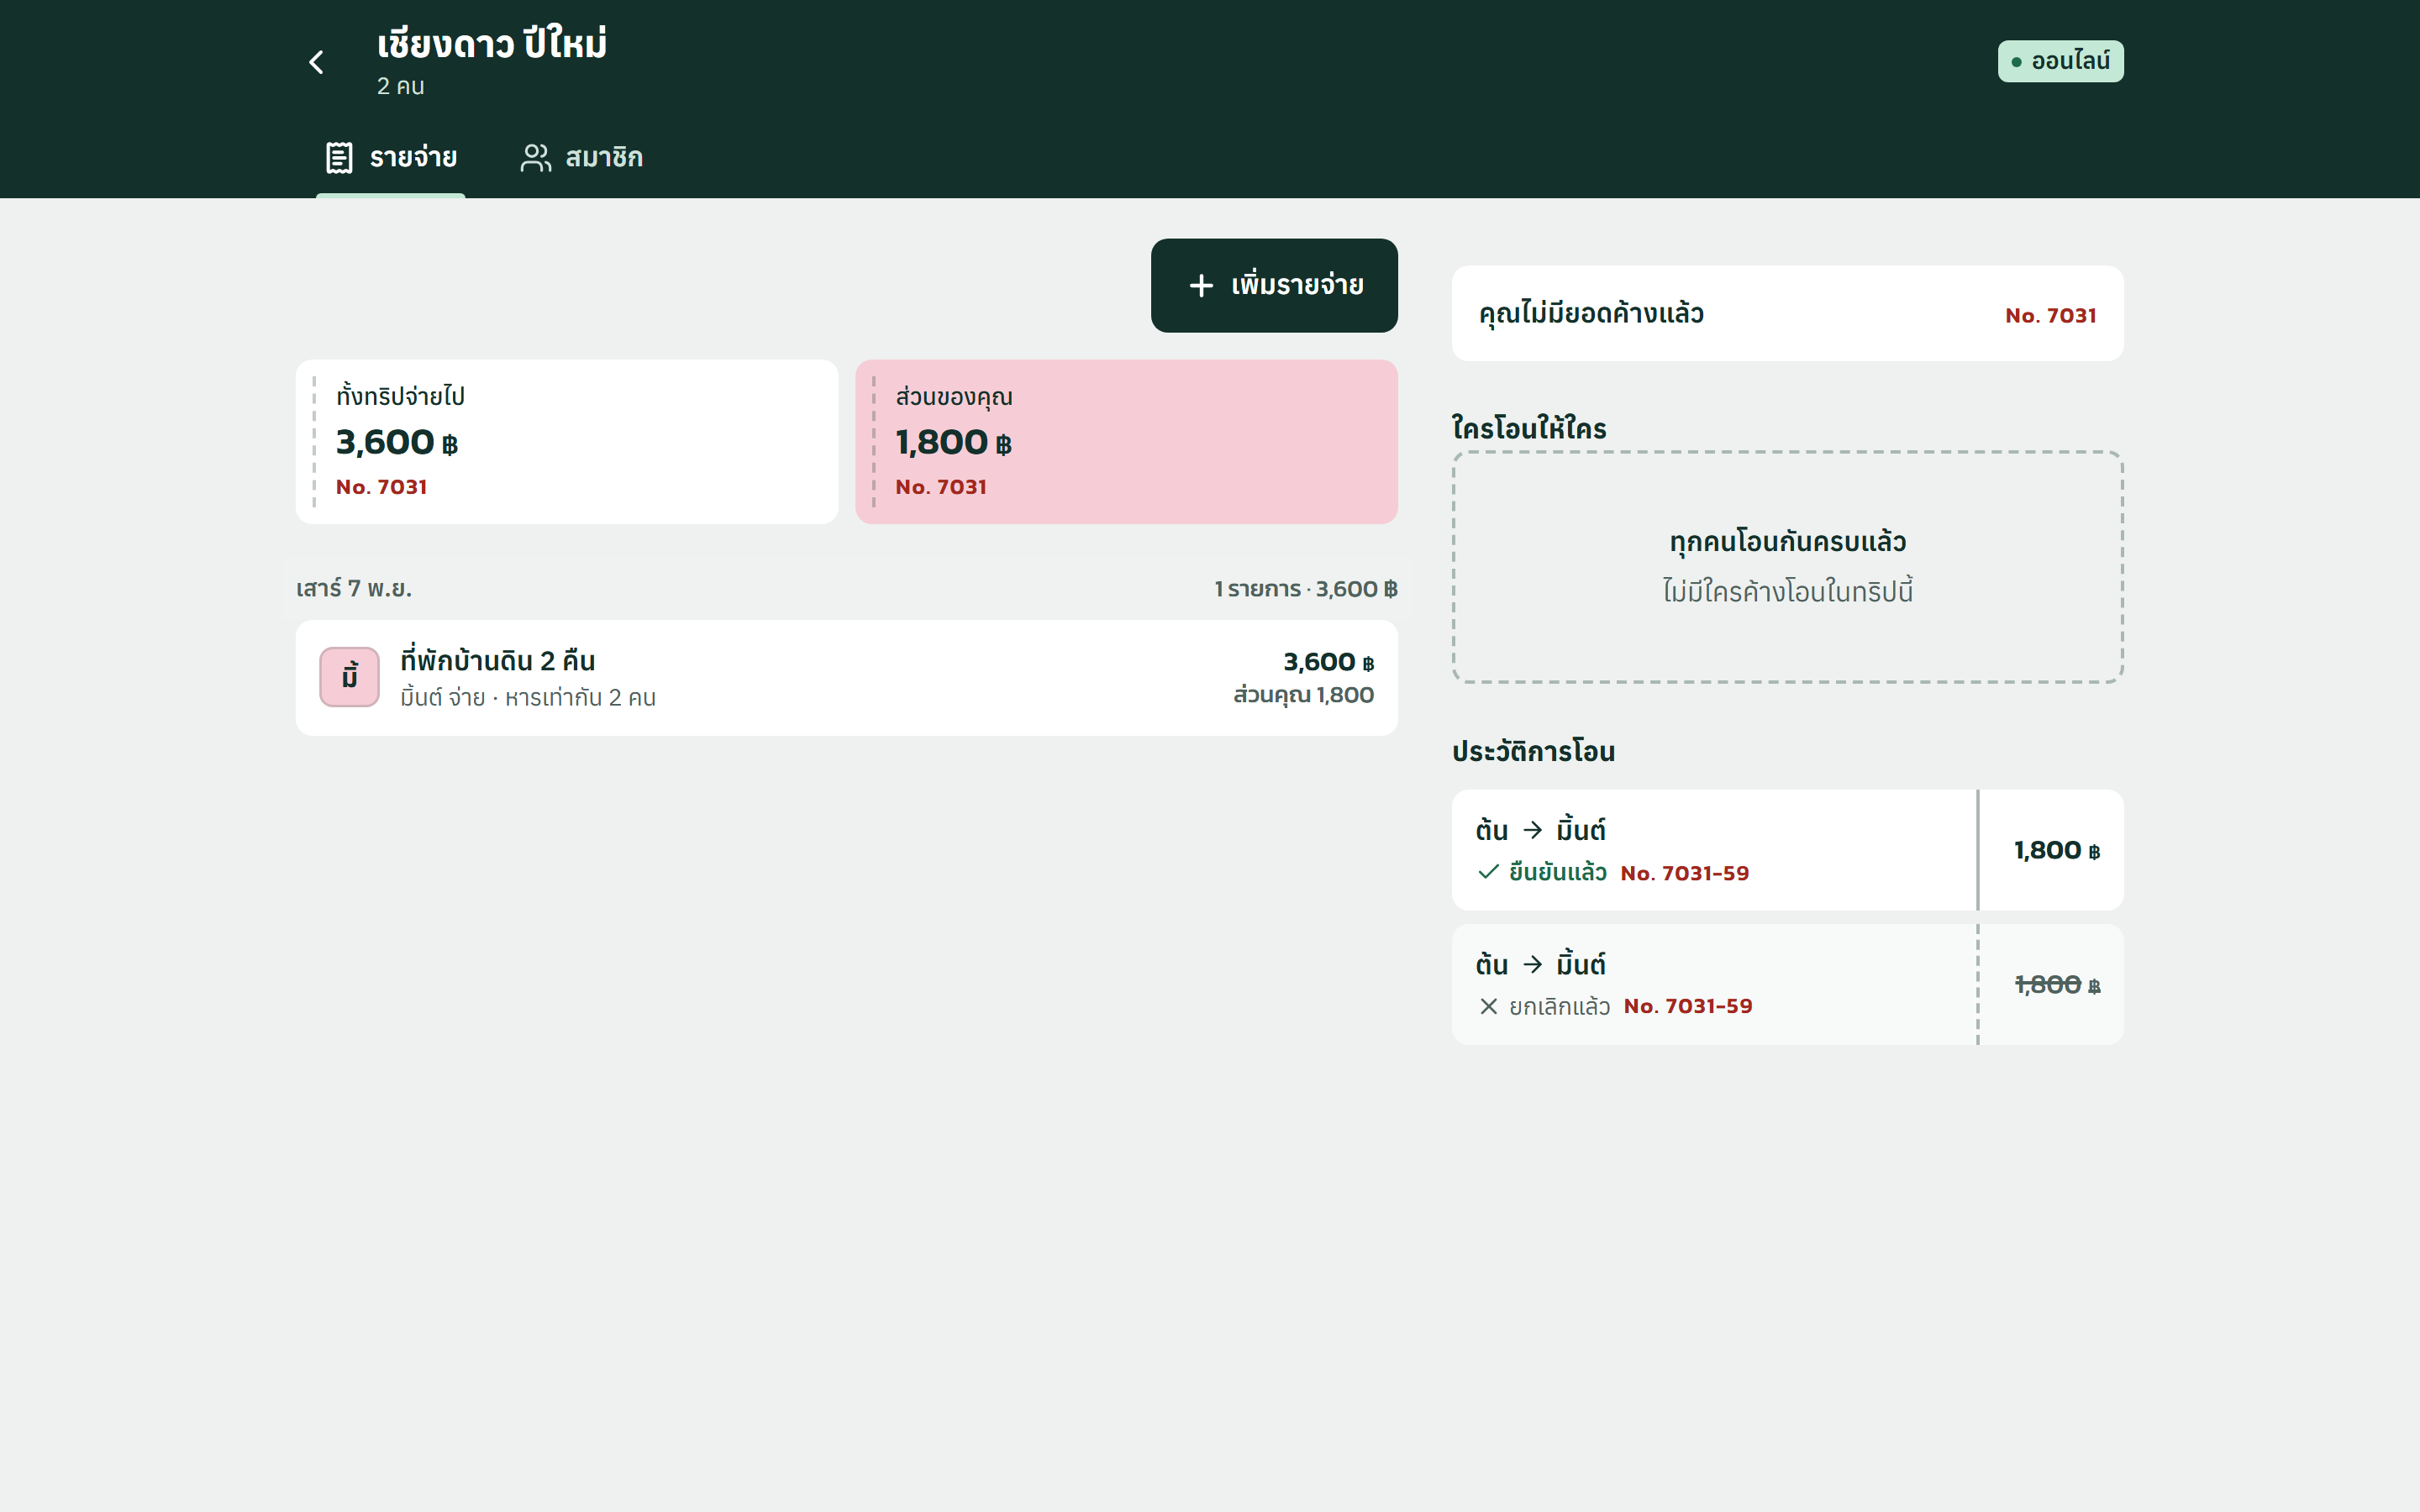 เชียงดาว ปีใหม่
2 คน
ออนไลน์
รายจ่าย
สมาชิก
เพิ่มรายจ่าย
ทั้งทริปจ่ายไป
3,600 ฿
No. 7031
ส่วนของคุณ
1,800 ฿
No. 7031
เสาร์ 7 พ.ย.
1 รายการ · 3,600 ฿
มิ้
ที่พักบ้านดิน 2 คืน
มิ้นต์ จ่าย · หารเท่ากัน 2 คน
3,600 ฿
ส่วนคุณ 1,800
คุณไม่มียอดค้างแล้ว
No. 7031
ใครโอนให้ใคร
ทุกคนโอนกันครบแล้ว
ไม่มีใครค้างโอนในทริปนี้
ประวัติการโอน
ต้น → มิ้นต์
ยืนยันแล้ว No. 7031-59
1,800 ฿
ต้น → มิ้นต์
ยกเลิกแล้ว No. 7031-59
1,800 ฿